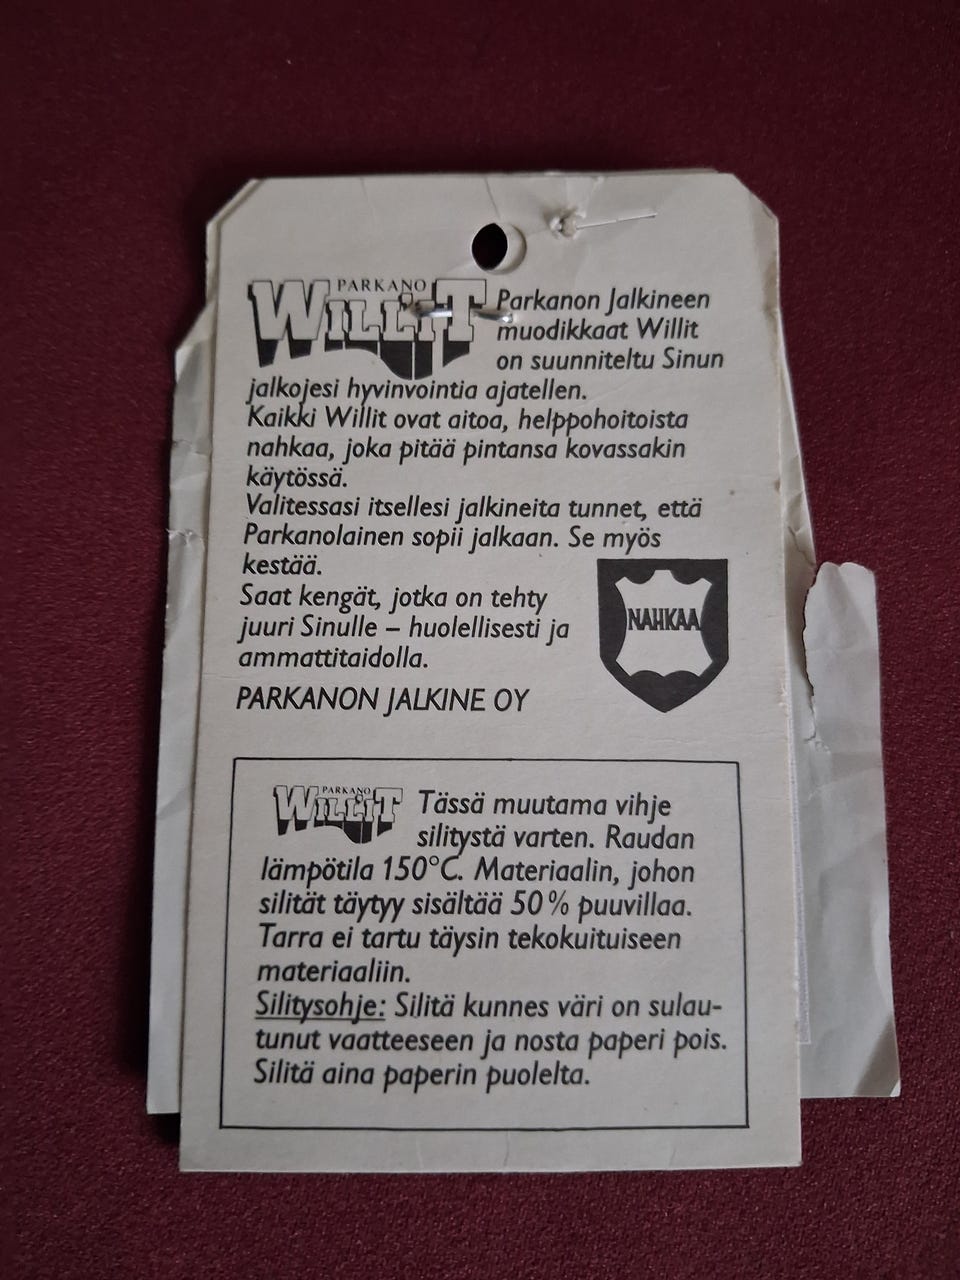 PARKANO
WILLIT
Parkanon Jalkineen
muodikkaat Willit
on suunniteltu Sinun
jalkojesi hyvinvointia ajatellen.
Kaikki Willit ovat aitoa, helppohoitoista
nahkaa, joka pitää pintansa kovassakin
käytössä.
Valitessasi itsellesi jalkineita tunnet, että
Parkanolainen sopii jalkaan. Se myös
kestää.
Saat kengät, jotka on tehty
juuri Sinulle – huolellisesti ja
ammattitaidolla.
NAHKAA
PARKANON JALKINE OY
PARKANO
WILLIT
Tässä muutama vihje
silitystä varten. Raudan
lämpötila 150°C. Materiaalin, johon
silität täytyy sisältää 50 % puuvillaa.
Tarra ei tartu täysin tekokuituiseen
materiaaliin.
Silitysohje: Silitä kunnes väri on sulau-
tunut vaatteeseen ja nosta paperi pois.
Silitä aina paperin puolelta.